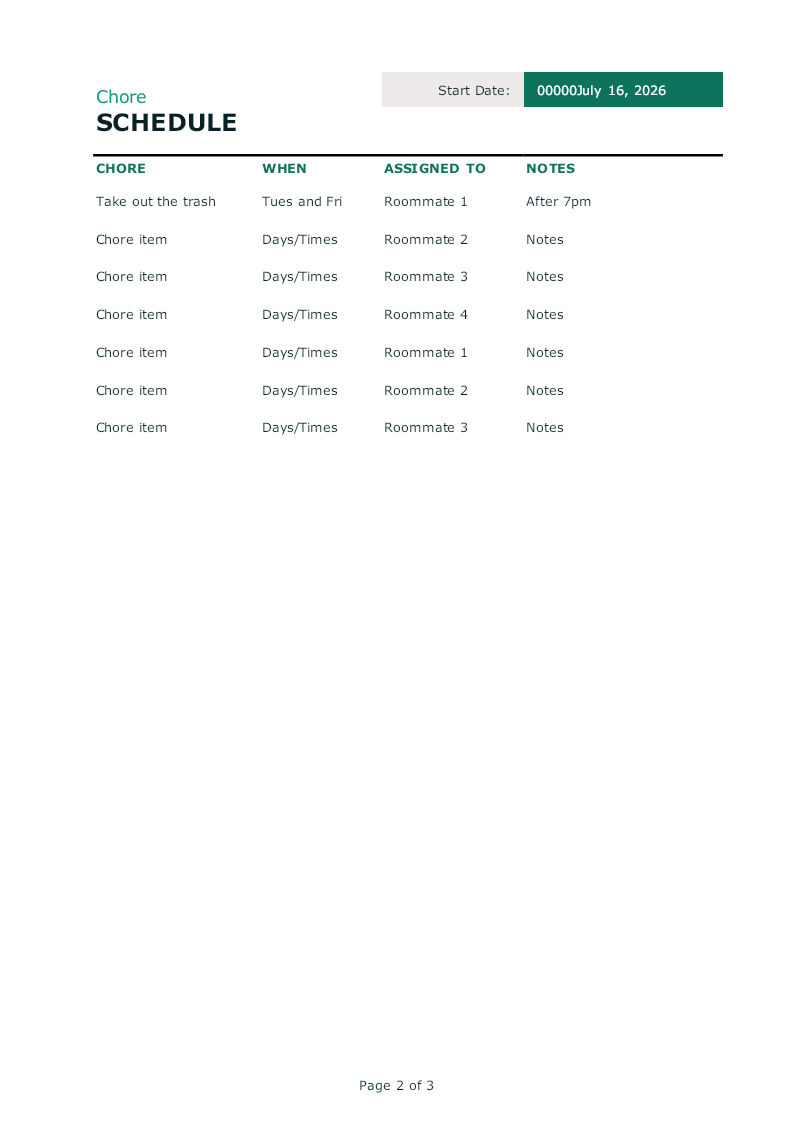 Start Date: 00000July 16, 2026
Chore
SCHEDULE
CHORE WHEN ASSIGNED TO NOTES
Take out the trash Tues and Fri Roommate 1 After 7pm
Chore item Days/Times Roommate 2 Notes
Chore item Days/Times Roommate 3 Notes
Chore item Days/Times Roommate 4 Notes
Chore item Days/Times Roommate 1 Notes
Chore item Days/Times Roommate 2 Notes
Chore item Days/Times Roommate 3 Notes
Page 2 of 3